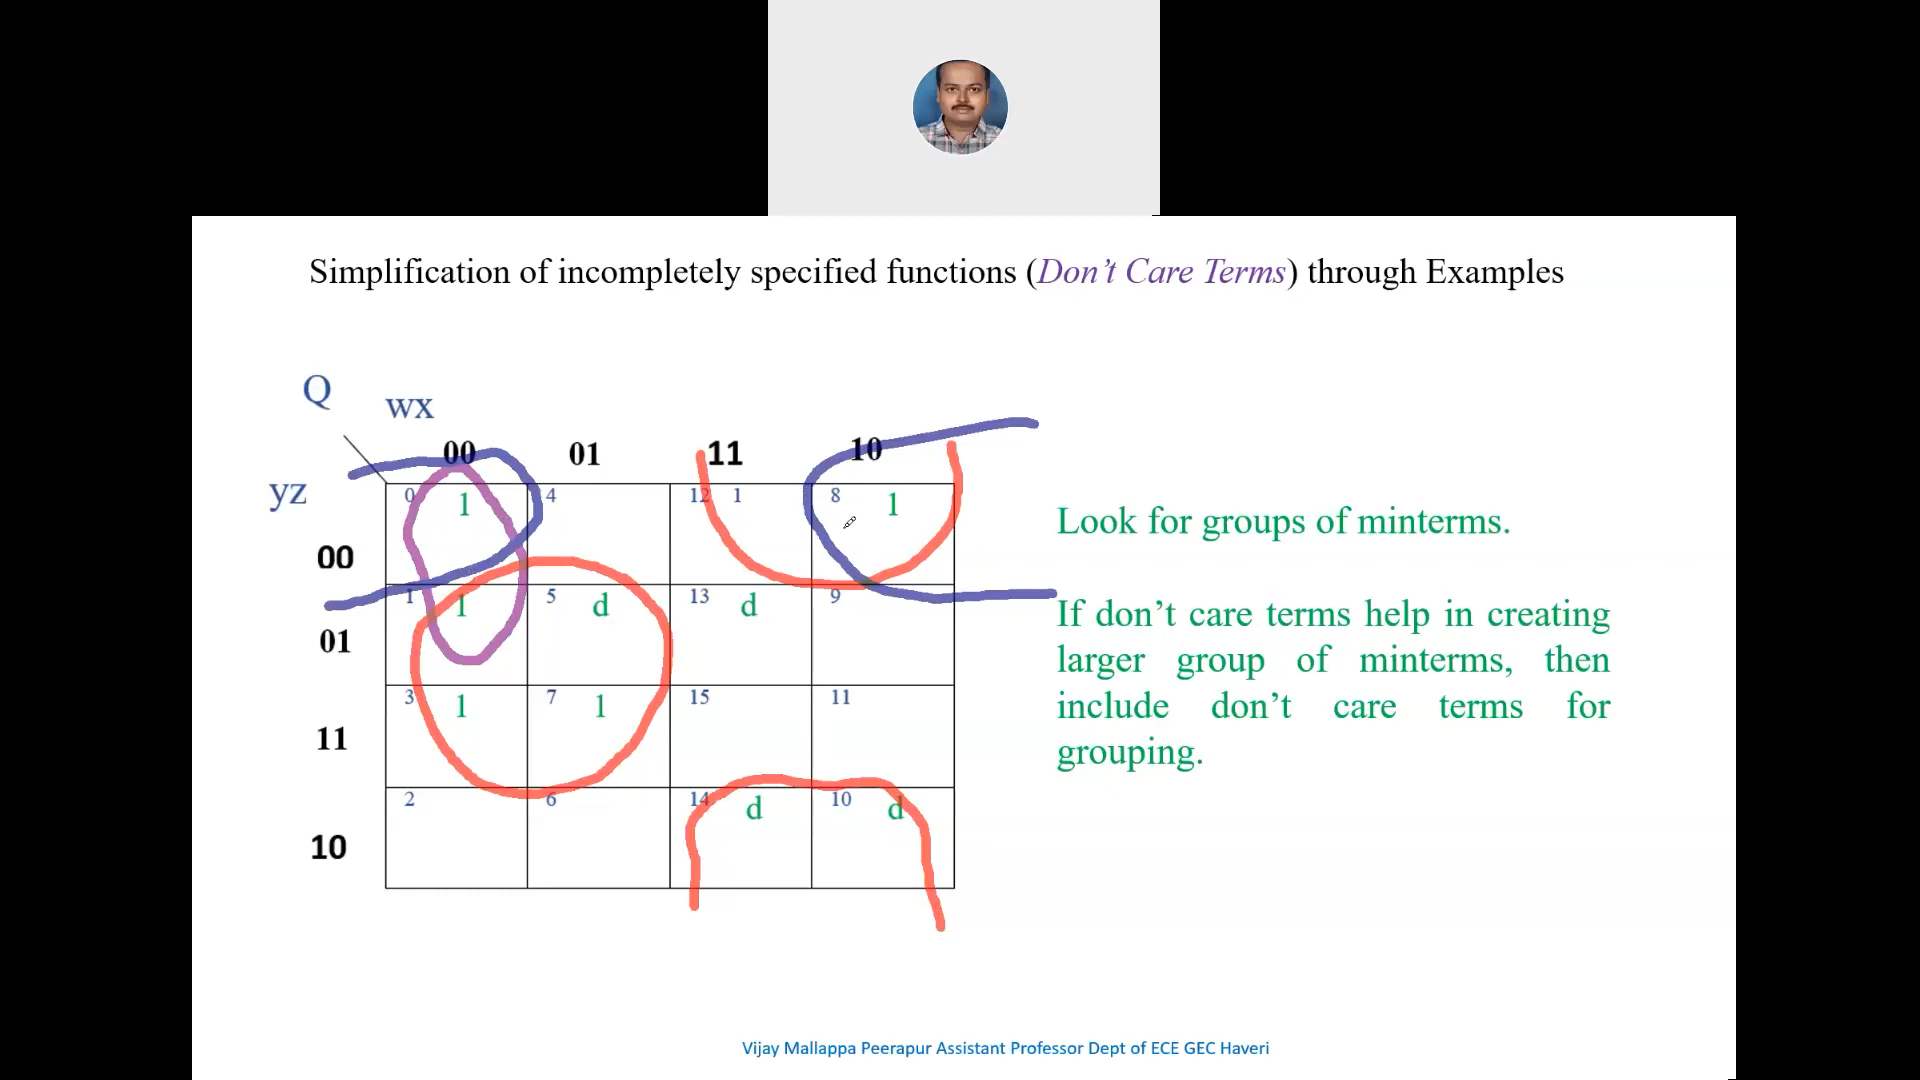 Simplification of incompletely specified functions (Don't Care Terms) through Examples
Q
wx
00 01 11 10
yz
0 1 4 12 1 8 1
00
1 1 5 d 13 d 9
01
3 1 7 1 15 11
11
2 6 14 d 10 d
10
Look for groups of minterms.
If don't care terms help in creating
larger group of minterms, then
include don't care terms for
grouping.
Vijay Mallappa Peerapur Assistant Professor Dept of ECE GEC Haveri